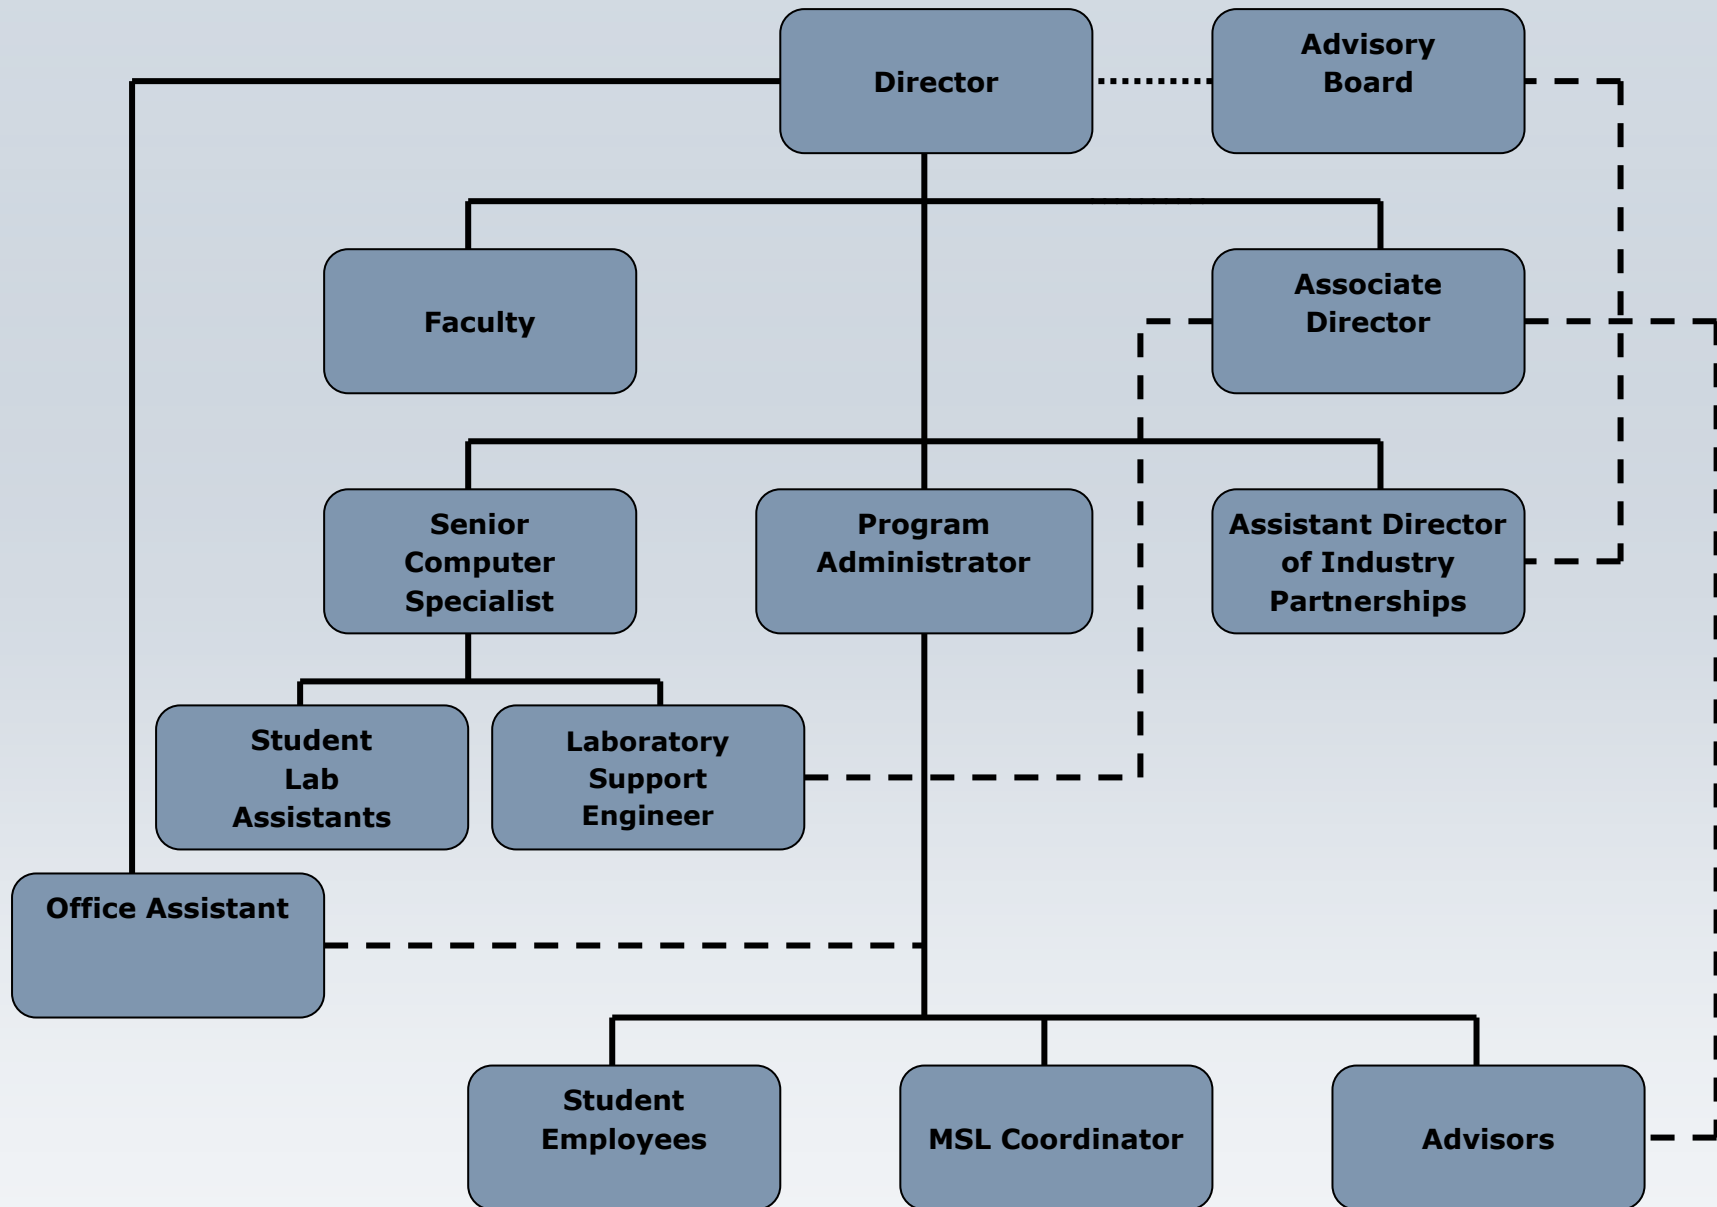 Director
Advisory
Board
Faculty
Associate
Director
Senior
Computer
Specialist
Program
Administrator
Assistant Director
of Industry
Partnerships
Student
Lab
Assistants
Laboratory
Support
Engineer
Office Assistant
Student
Employees
MSL Coordinator
Advisors